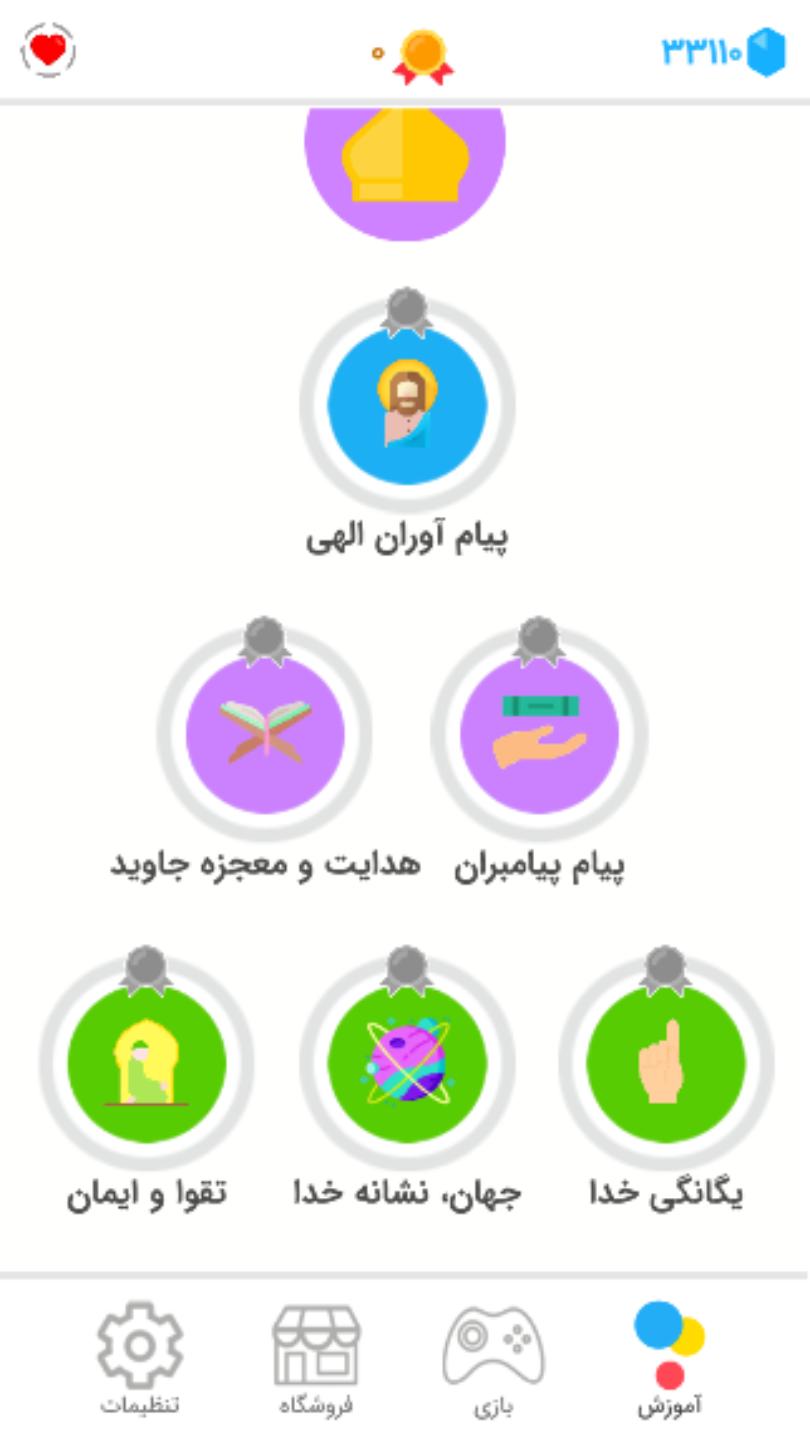 ۳۳۱۱۰
۰
پیام آوران الهی
پیام پیامبران
هدایت و معجزه جاوید
یگانگی خدا
جهان، نشانه خدا
تقوا و ایمان
آموزش
بازی
فروشگاه
تنظیمات